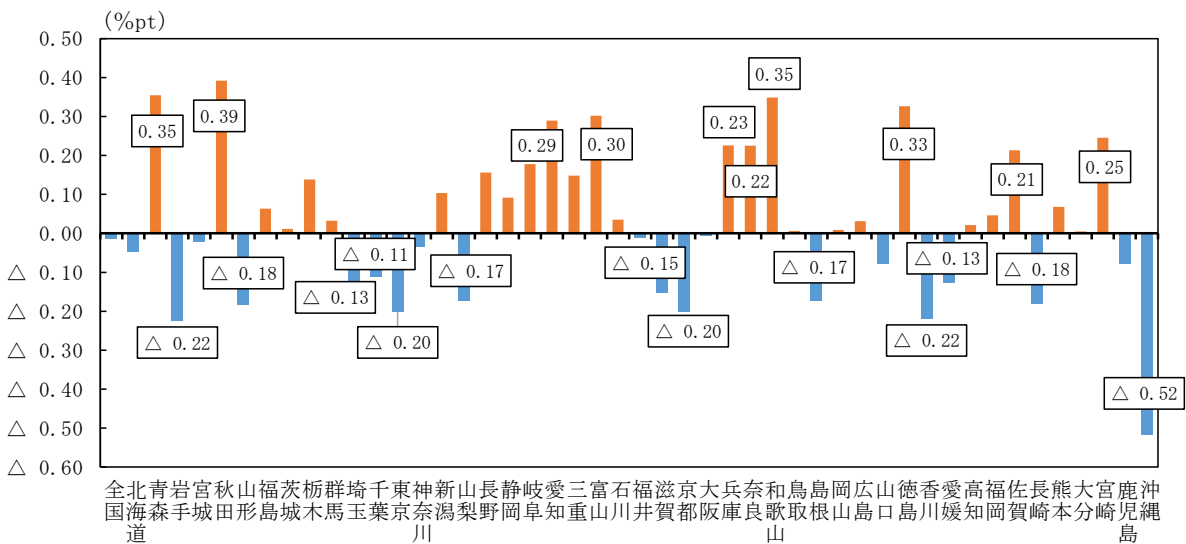 (%pt)
0.50
0.40
0.30
0.20
0.10
0.00
△ 0.10
△ 0.20
△ 0.30
△ 0.40
△ 0.50
△ 0.60
0.35
△ 0.22
0.39
△ 0.18
△ 0.13
△ 0.11
△ 0.20
△ 0.17
0.29
0.30
△ 0.15
△ 0.20
0.23
0.22
0.35
△ 0.17
0.33
△ 0.22
△ 0.13
0.21
△ 0.18
0.25
△ 0.52
全国
北海道
青森
岩手
宮城
秋田
山形
福島
茨城
栃木
群馬
埼玉
千葉
東京
神奈川
新潟
山梨
長野
静岡
岐阜
愛知
三重
富山
石川
福井
滋賀
京都
大阪
兵庫
奈良
和歌山
鳥取
島根
岡山
広島
山口
徳島
香川
愛媛
高知
福岡
佐賀
長崎
熊本
大分
宮崎
鹿児島
沖縄